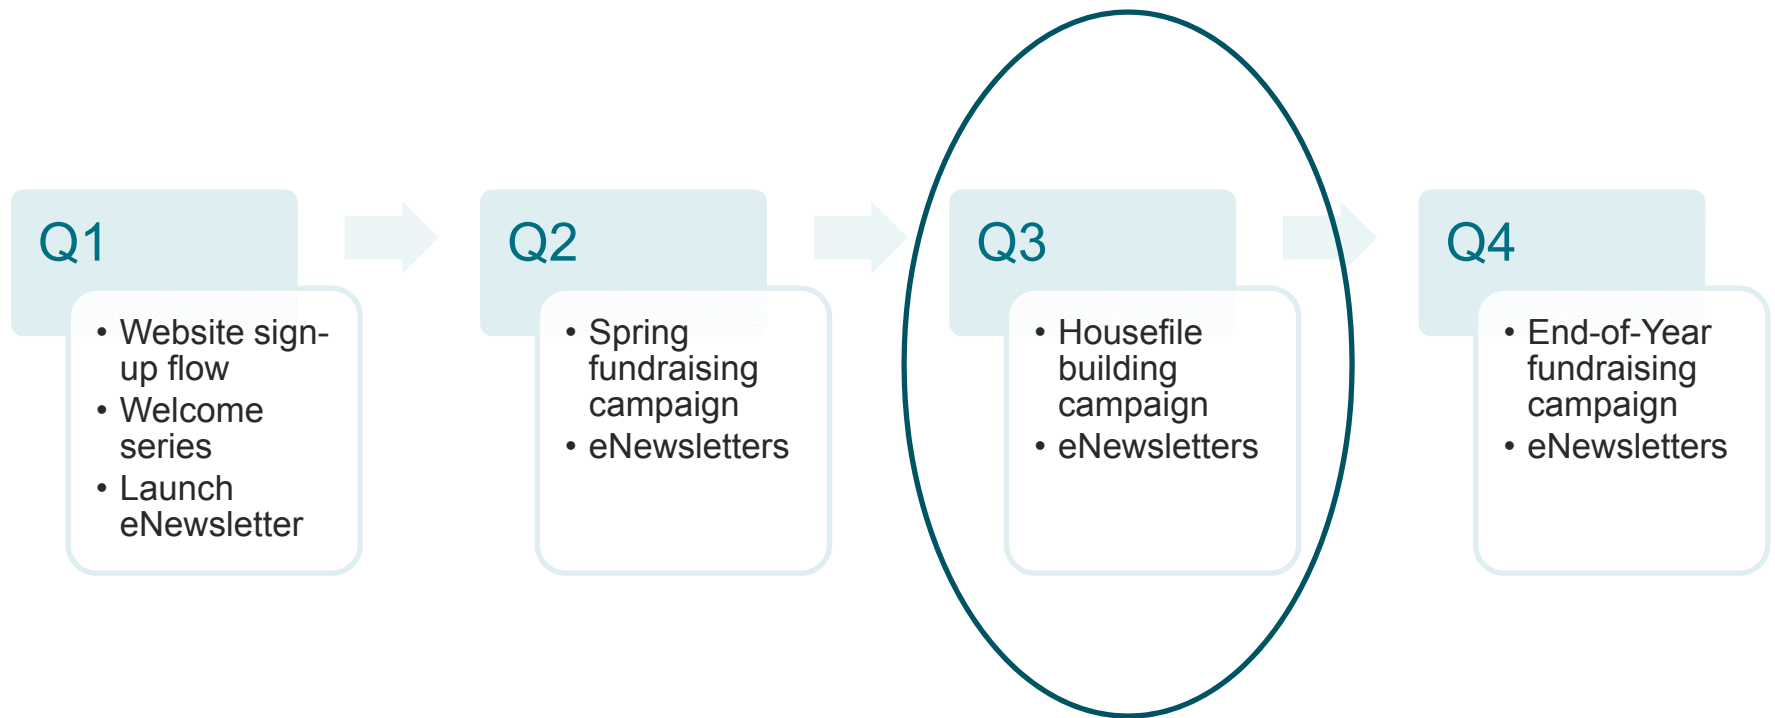 Q1
• Website sign-
up flow
• Welcome
series
• Launch
eNewsletter
Q2
• Spring
fundraising
campaign
• eNewsletters
Q3
• Housefile
building
campaign
• eNewsletters
Q4
• End-of-Year
fundraising
campaign
• eNewsletters